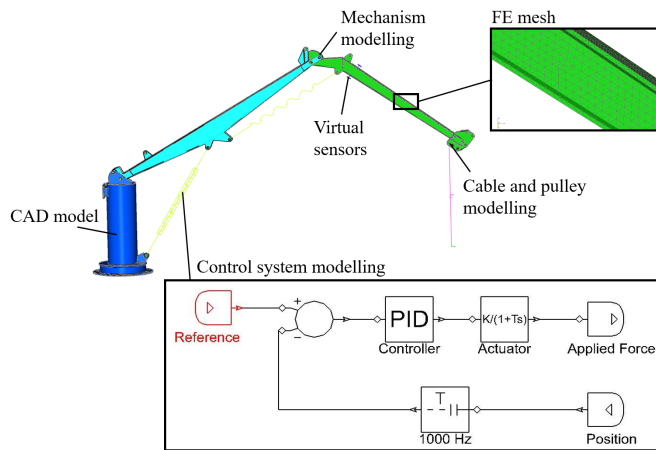 Mechanism
modelling
FE mesh
Virtual
sensors
Cable and pulley
modelling
CAD model
Control system modelling
+
−
PID
K/(1+Ts)
Reference
Controller
Actuator
Applied Force
T
1000 Hz
Position